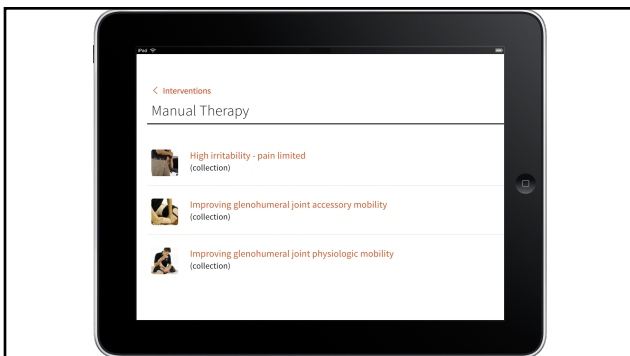 iPad
< Interventions
Manual Therapy
High irritability - pain limited
(collection)
Improving glenohumeral joint accessory mobility
(collection)
Improving glenohumeral joint physiologic mobility
(collection)